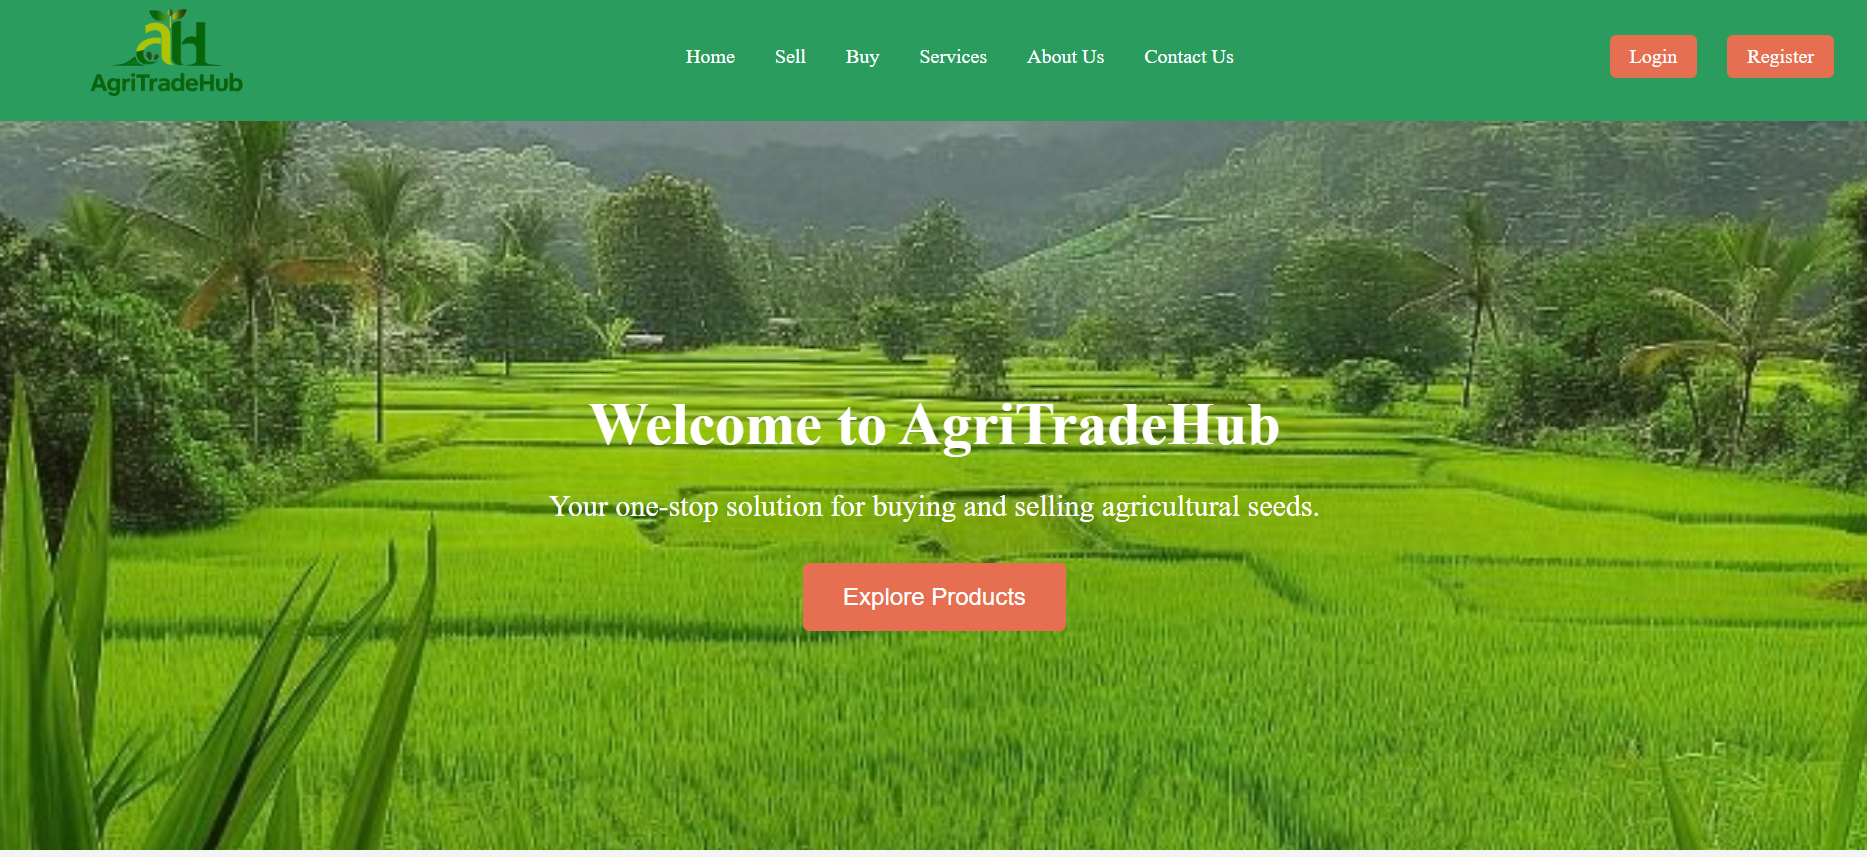 aH
AgriTradeHub
Home
Sell
Buy
Services
About Us
Contact Us
Login
Register
Welcome to AgriTradeHub
Your one-stop solution for buying and selling agricultural seeds.
Explore Products